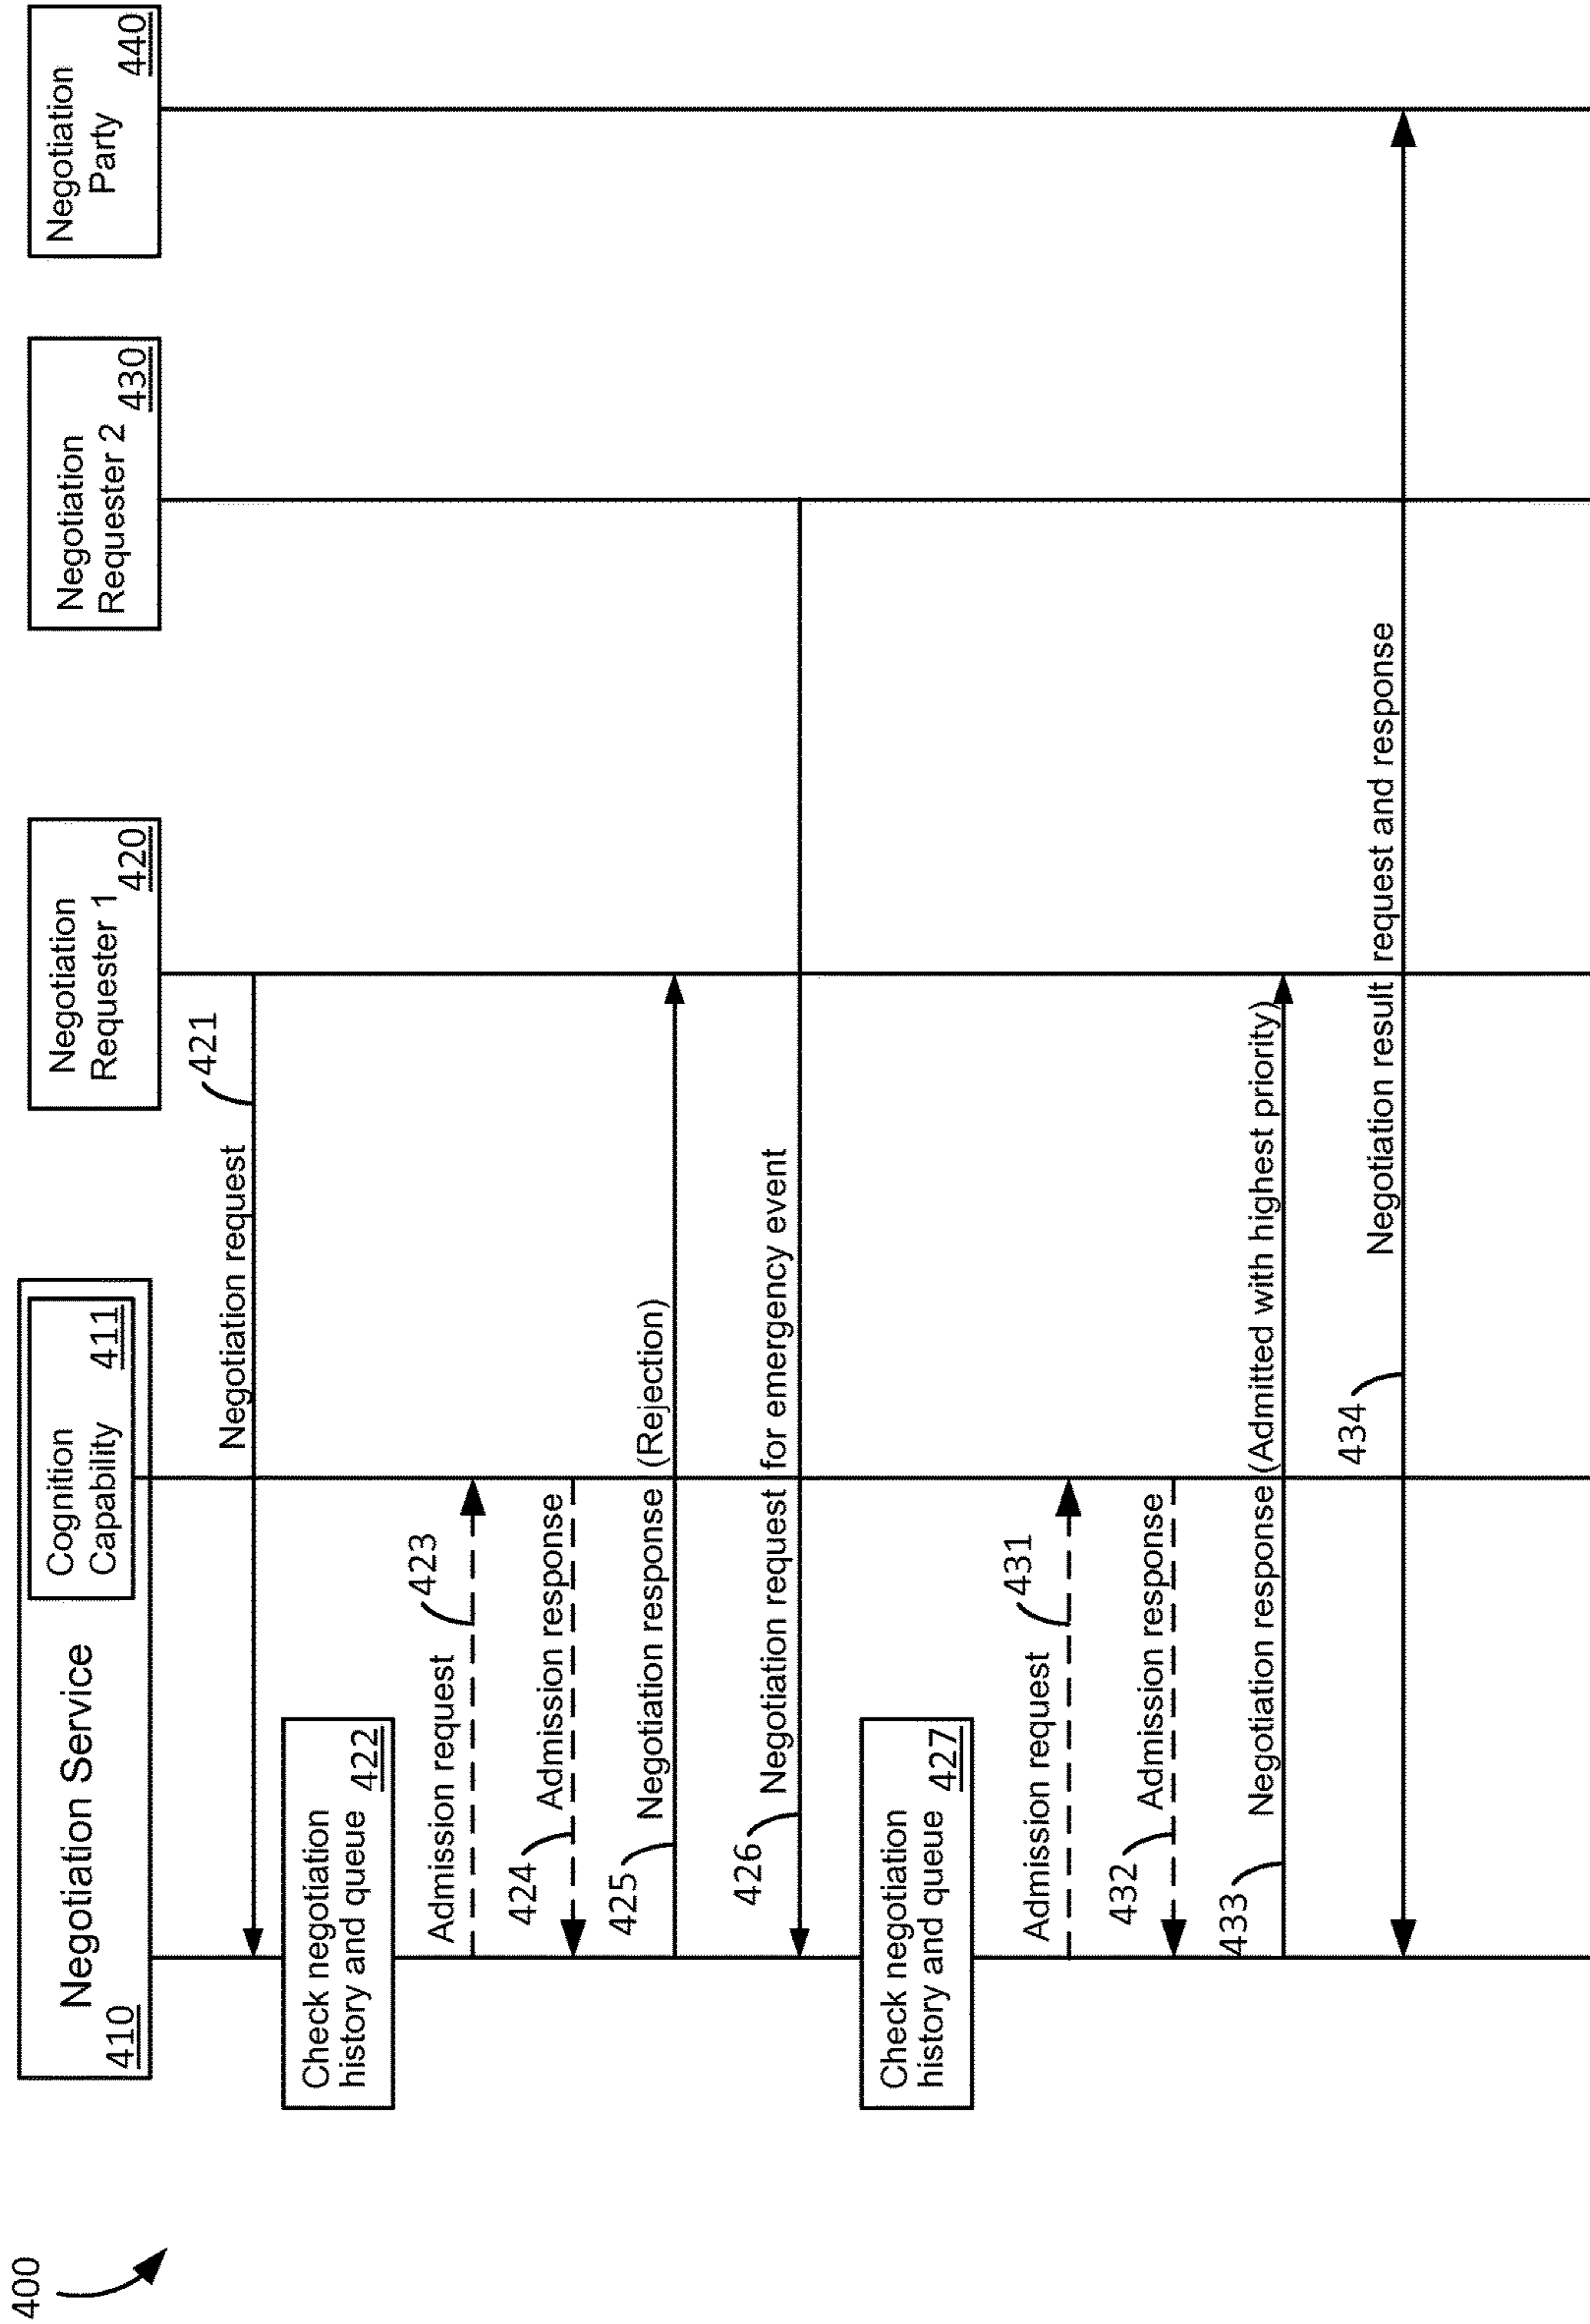 400
Negotiation Service
410
Cognition
Capability 411
Negotiation
Requester 1 420
Negotiation
Requester 2 430
Negotiation
Party 440
Negotiation request
421
Check negotiation
history and queue 422
Admission request
423
424
Admission response
425
Negotiation response (Rejection)
426
Negotiation request for emergency event
Check negotiation
history and queue 427
Admission request
431
432
Admission response
433
Negotiation response (Admitted with highest priority)
434
Negotiation result request and response